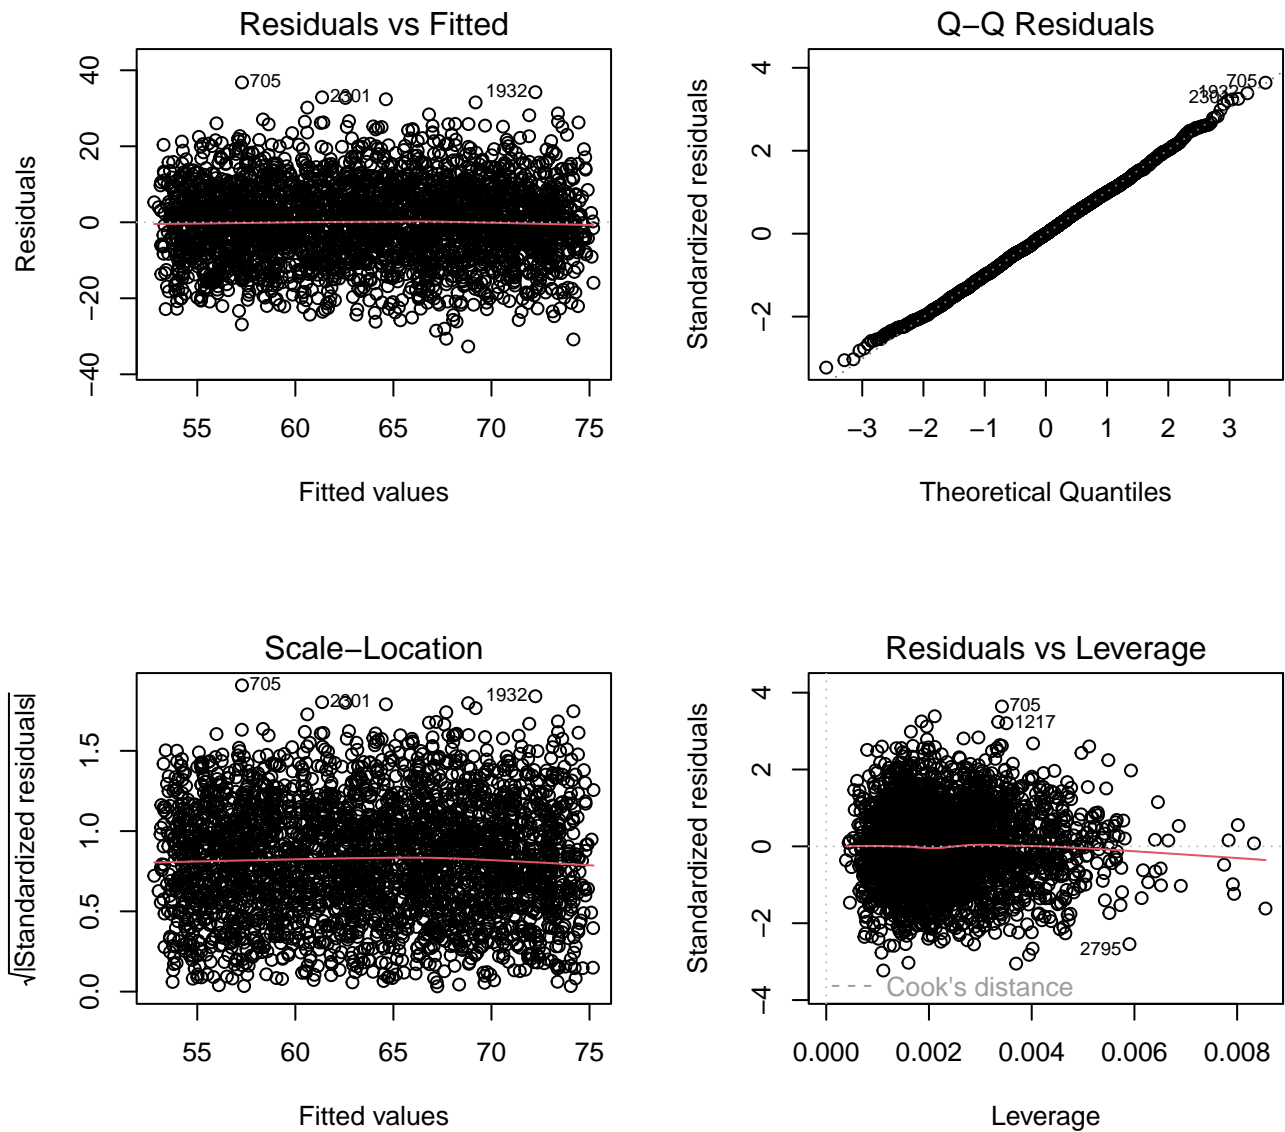 Residuals vs Fitted
40
20
0
−20
−40
Residuals
705
2301
1932
55 60 65 70 75
Fitted values
Q−Q Residuals
4
2
0
−2
Standardized residuals
705
1932
2301
−3 −2 −1 0 1 2 3
Theoretical Quantiles
Scale−Location
1.5
1.0
0.5
0.0
√|Standardized residuals|
705
2301
1932
55 60 65 70 75
Fitted values
Residuals vs Leverage
4
2
0
−2
−4
Standardized residuals
705
1217
2795
Cook's distance
0.000 0.002 0.004 0.006 0.008
Leverage